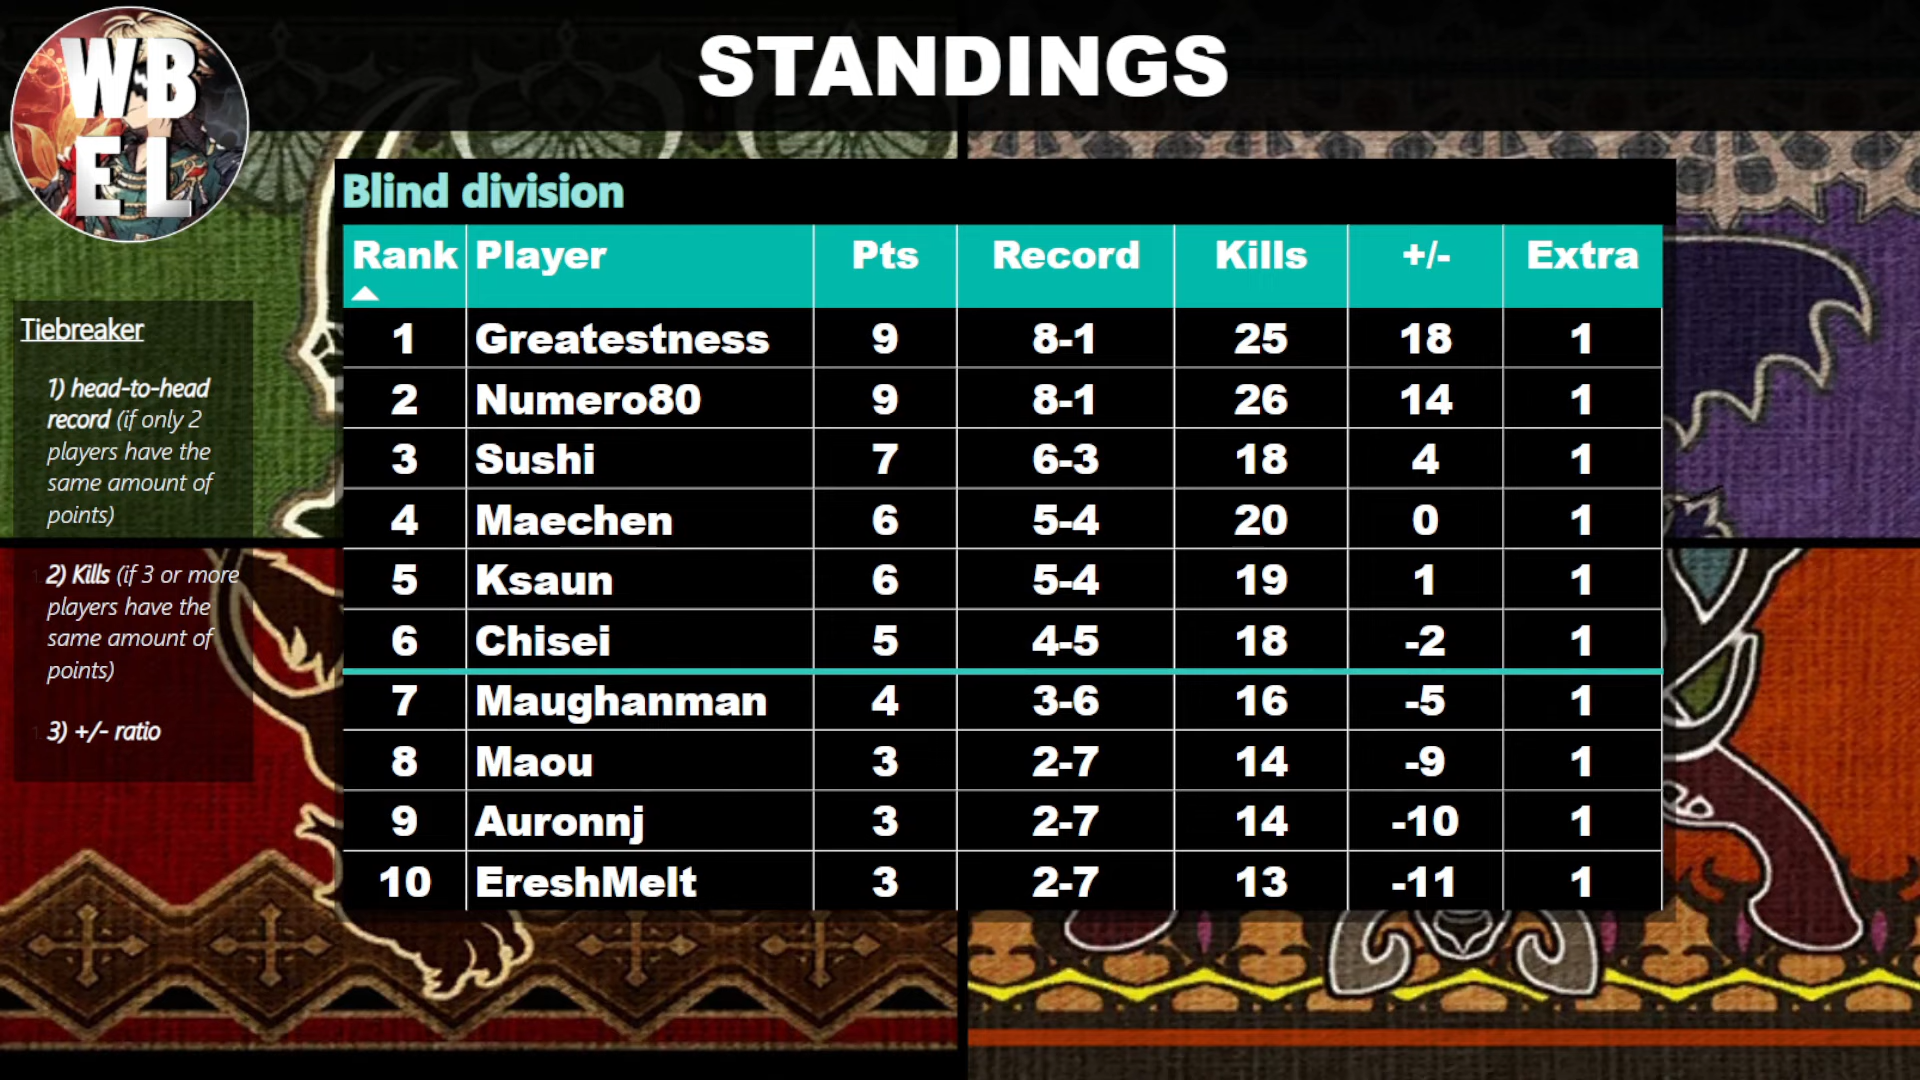 WB
EL
STANDINGS
Tiebreaker
1) head-to-head
record (if only 2
players have the
same amount of
points)
2) Kills (if 3 or more
players have the
same amount of
points)
3) +/- ratio
Blind division
Rank Player Pts Record Kills +/- Extra
1 Greatestness 9 8-1 25 18 1
2 Numero80 9 8-1 26 14 1
3 Sushi 7 6-3 18 4 1
4 Maechen 6 5-4 20 0 1
5 Ksaun 6 5-4 19 1 1
6 Chisei 5 4-5 18 -2 1
7 Maughanman 4 3-6 16 -5 1
8 Maou 3 2-7 14 -9 1
9 Auronnj 3 2-7 14 -10 1
10 EreshMelt 3 2-7 13 -11 1